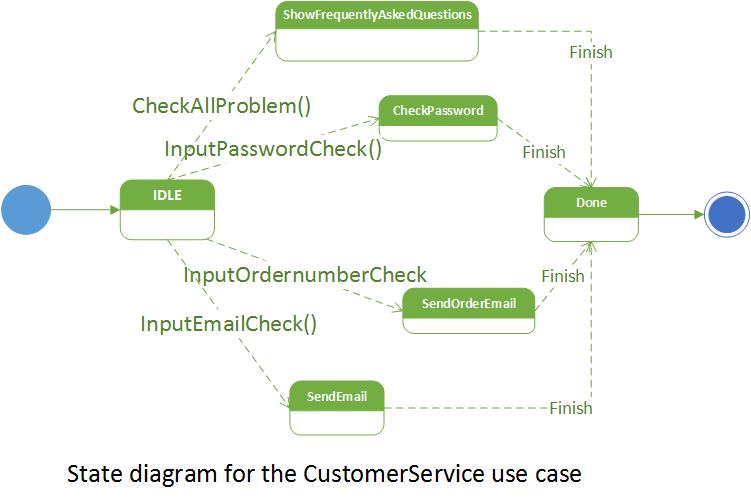 ShowFrequentlyAskedQuestions
Finish
CheckAllProblem()
CheckPassword
InputPasswordCheck()
Finish
IDLE
Done
InputOrdernumberCheck
Finish
SendOrderEmail
InputEmailCheck()
SendEmail
Finish
State diagram for the CustomerService use case